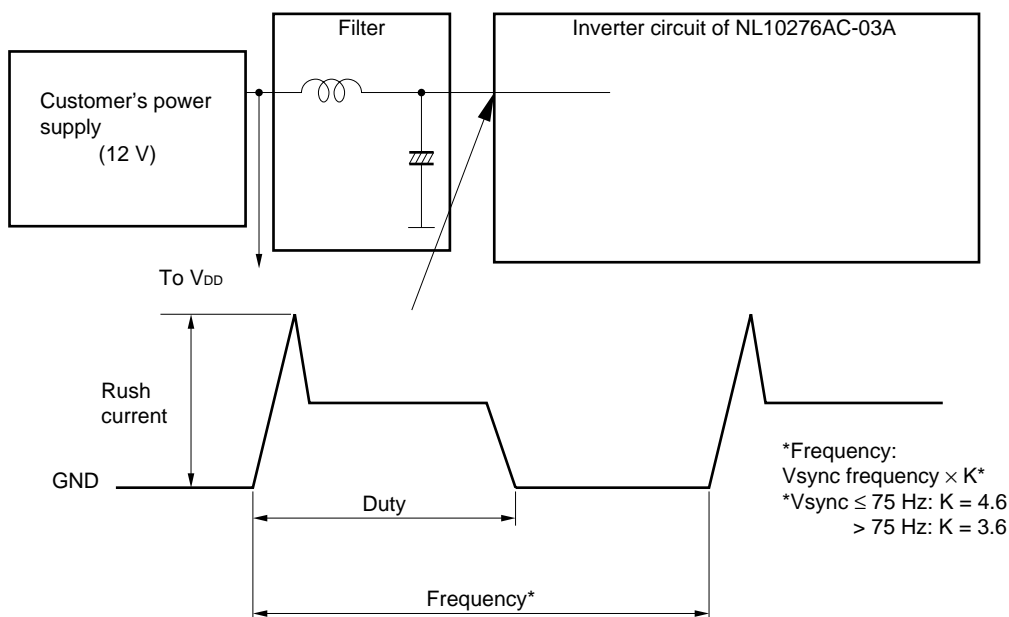 Filter
Inverter circuit of NL10276AC-03A
Customer's power
supply
(12 V)
To VDD
Rush
current
GND
Duty
Frequency*
*Frequency:
Vsync frequency × K*
*Vsync ≤ 75 Hz: K = 4.6
> 75 Hz: K = 3.6